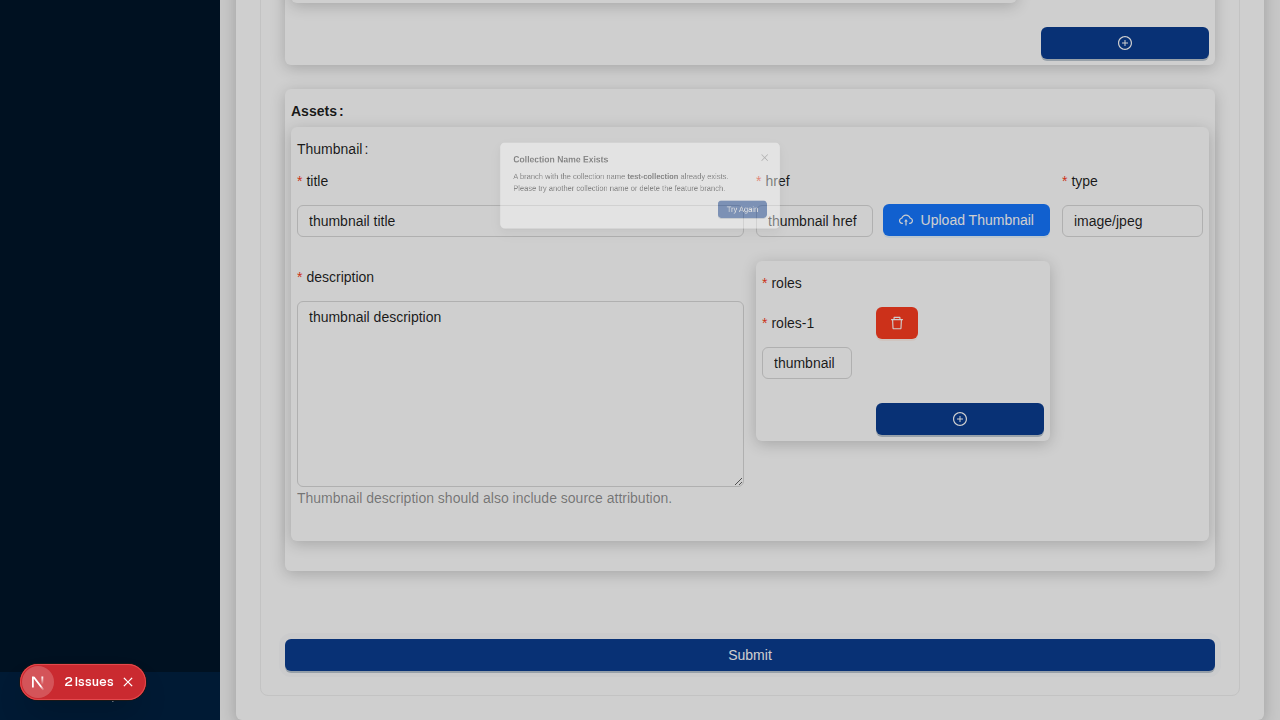 Assets :
Thumbnail :
* title
* href
* type
thumbnail title
thumbnail href
Upload Thumbnail
image/jpeg
Collection Name Exists
A branch with the collection name test-collection already exists.
Please try another collection name or delete the feature branch.
Try Again
* description
thumbnail description
Thumbnail description should also include source attribution.
* roles
* roles-1
thumbnail
Submit
N
2 Issues